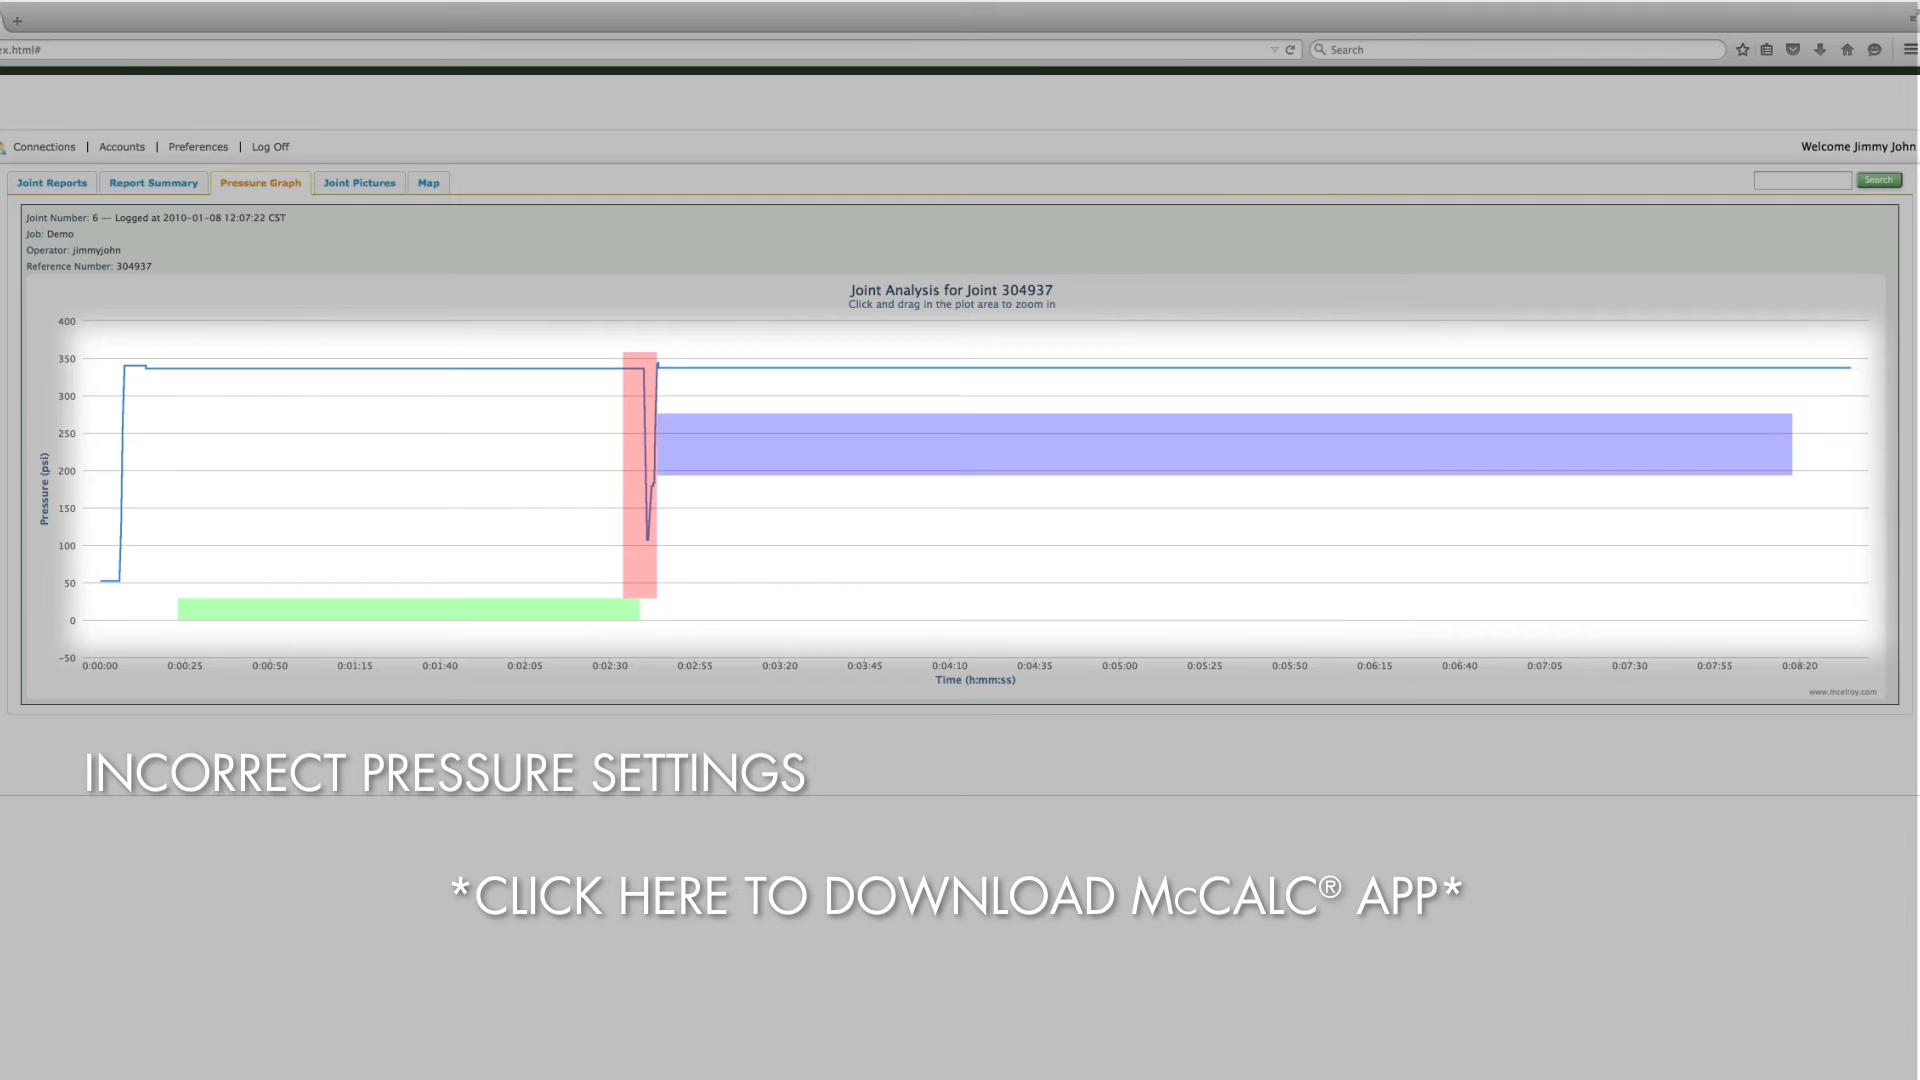 ex.html#
Search
Connections | Accounts | Preferences | Log Off
Welcome Jimmy John
Joint Reports
Report Summary
Pressure Graph
Joint Pictures
Map
Search
Joint Number: 6 -- Logged at 2010-01-08 12:07:22 CST
Job: Demo
Operator: jimmyjohn
Reference Number: 304937
Joint Analysis for Joint 304937
Click and drag in the plot area to zoom in
400
350
300
250
200
150
100
50
0
-50
Pressure (psi)
0:00:00 0:00:25 0:00:50 0:01:15 0:01:40 0:02:05 0:02:30 0:02:55 0:03:20 0:03:45 0:04:10 0:04:35 0:05:00 0:05:25 0:05:50 0:06:15 0:06:40 0:07:05 0:07:30 0:07:55 0:08:20
Time (h:mm:ss)
www.mcelroy.com
INCORRECT PRESSURE SETTINGS
*CLICK HERE TO DOWNLOAD McCALC® APP*